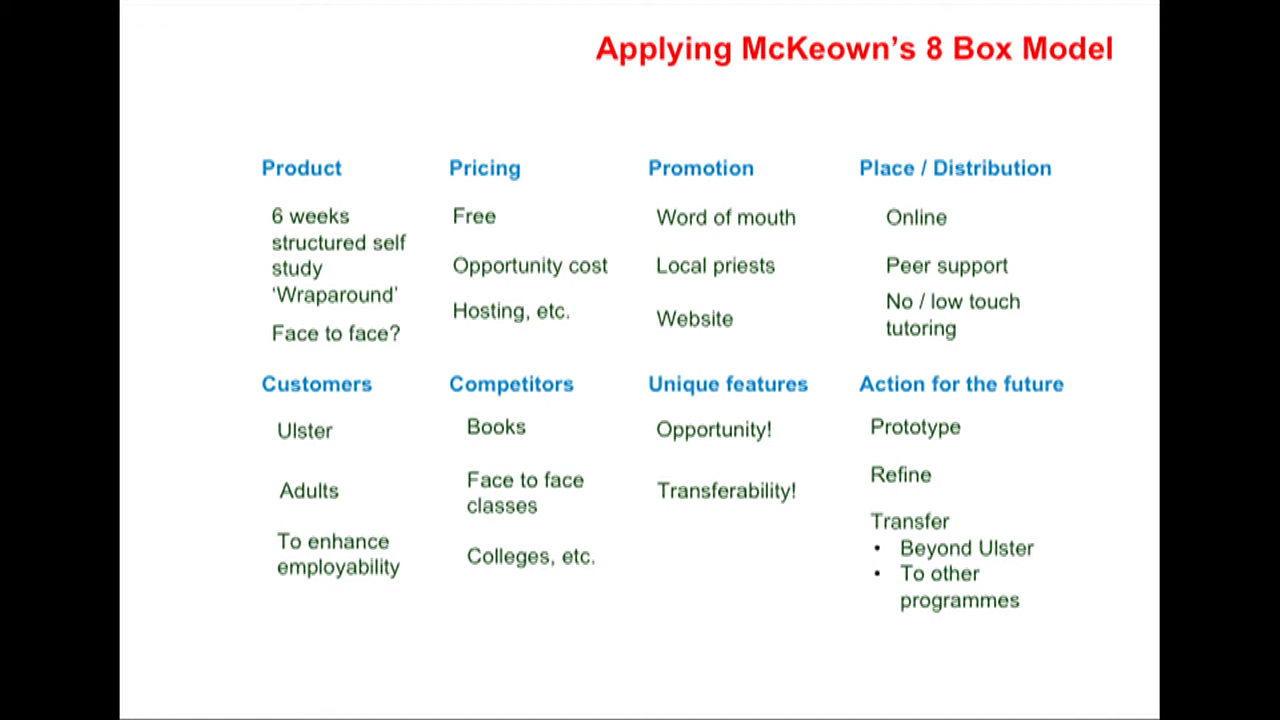 Applying McKeown’s 8 Box Model
Product
6 weeks
structured self
study
‘Wraparound’
Face to face?
Pricing
Free
Opportunity cost
Hosting, etc.
Promotion
Word of mouth
Local priests
Website
Place / Distribution
Online
Peer support
No / low touch
tutoring
Customers
Ulster
Adults
To enhance
employability
Competitors
Books
Face to face
classes
Colleges, etc.
Unique features
Opportunity!
Transferability!
Action for the future
Prototype
Refine
Transfer
• Beyond Ulster
• To other
programmes